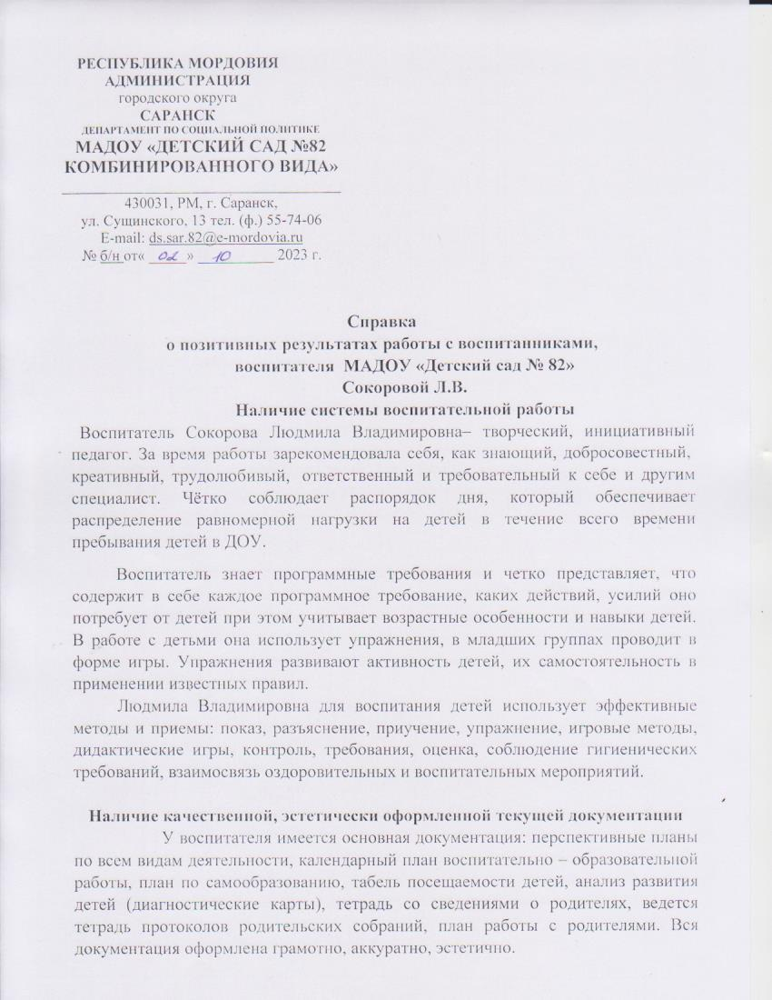 РЕСПУБЛИКА МОРДОВИЯ
АДМИНИСТРАЦИЯ
городского округа
САРАНСК
ДЕПАРТАМЕНТ ПО СОЦИАЛЬНОЙ ПОЛИТИКЕ
МАДОУ «ДЕТСКИЙ САД №82
КОМБИНИРОВАННОГО ВИДА»
430031, РМ, г. Саранск,
ул. Сущинского, 13 тел. (ф.) 55-74-06
E-mail: ds.sar.82@e-mordovia.ru
№ б/н от« 02 » 10 2023 г.
Справка
о позитивных результатах работы с воспитанниками,
воспитателя МАДОУ «Детский сад № 82»
Сокоровой Л.В.
Наличие системы воспитательной работы
Воспитатель Сокорова Людмила Владимировна– творческий, инициативный
педагог. За время работы зарекомендовала себя, как знающий, добросовестный,
креативный, трудолюбивый, ответственный и требовательный к себе и другим
специалист. Чётко соблюдает распорядок дня, который обеспечивает
распределение равномерной нагрузки на детей в течение всего времени
пребывания детей в ДОУ.
Воспитатель знает программные требования и четко представляет, что
содержит в себе каждое программное требование, каких действий, усилий оно
потребует от детей при этом учитывает возрастные особенности и навыки детей.
В работе с детьми она использует упражнения, в младших группах проводит в
форме игры. Упражнения развивают активность детей, их самостоятельность в
применении известных правил.
Людмила Владимировна для воспитания детей использует эффективные
методы и приемы: показ, разъяснение, приучение, упражнение, игровые методы,
дидактические игры, контроль, требования, оценка, соблюдение гигиенических
требований, взаимосвязь оздоровительных и воспитательных мероприятий.
Наличие качественной, эстетически оформленной текущей документации
У воспитателя имеется основная документация: перспективные планы
по всем видам деятельности, календарный план воспитательно – образовательной
работы, план по самообразованию, табель посещаемости детей, анализ развития
детей (диагностические карты), тетрадь со сведениями о родителях, ведется
тетрадь протоколов родительских собраний, план работы с родителями. Вся
документация оформлена грамотно, аккуратно, эстетично.